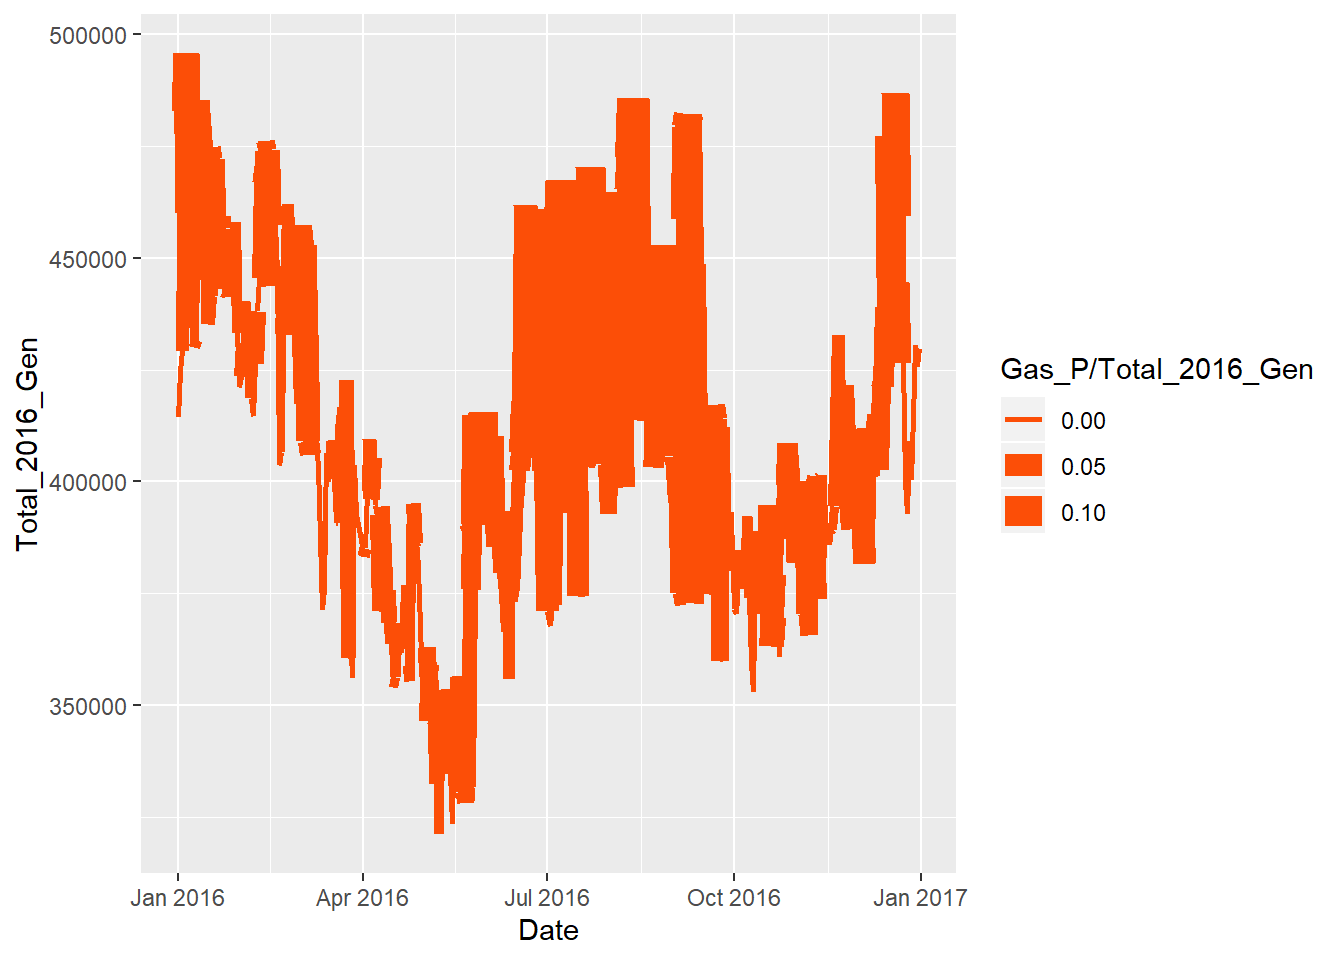 500000
450000
400000
350000
Total_2016_Gen
Jan 2016
Apr 2016
Jul 2016
Oct 2016
Jan 2017
Date
Gas_P/Total_2016_Gen
0.00
0.05
0.10